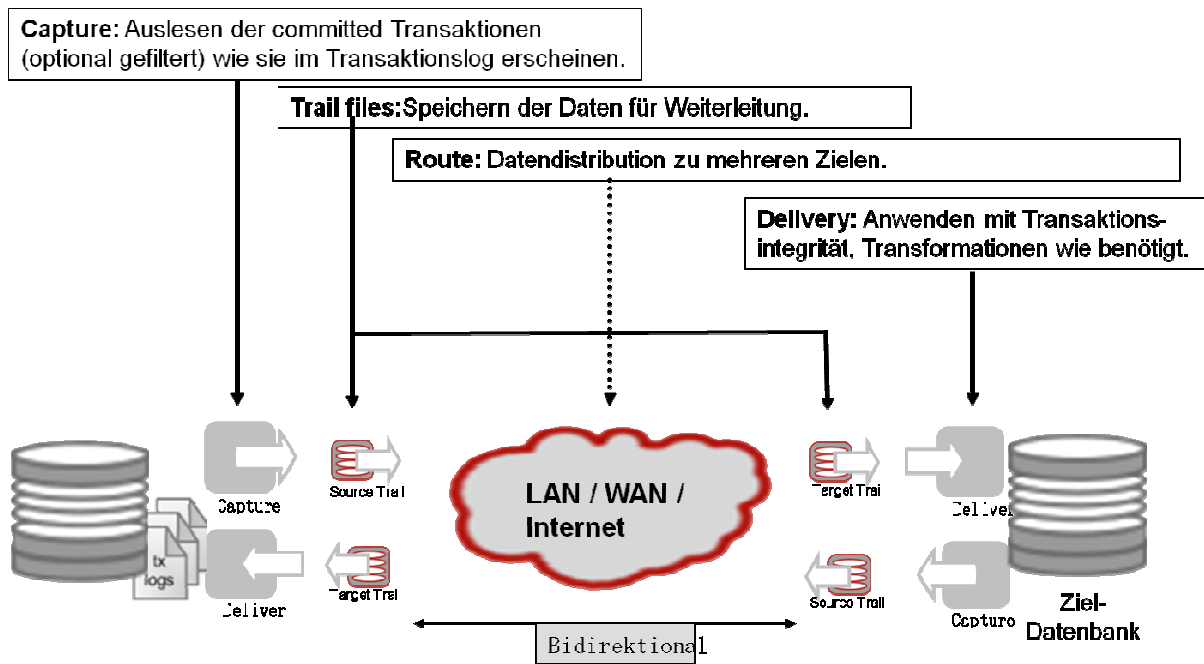 Capture: Auslesen der committed Transaktionen
(optional gefiltert) wie sie im Transaktionslog erscheinen.
Trail files:Speichern der Daten für Weiterleitung.
Route: Datendistribution zu mehreren Zielen.
Delivery: Anwenden mit Transaktions-
integrität, Transformationen wie benötigt.
Capture
Source Trail
LAN / WAN /
Internet
Target Trail
Deliver
tx
logs
Deliver
Target Trail
Source Trail
Capture
Ziel-
Datenbank
Bidirektional